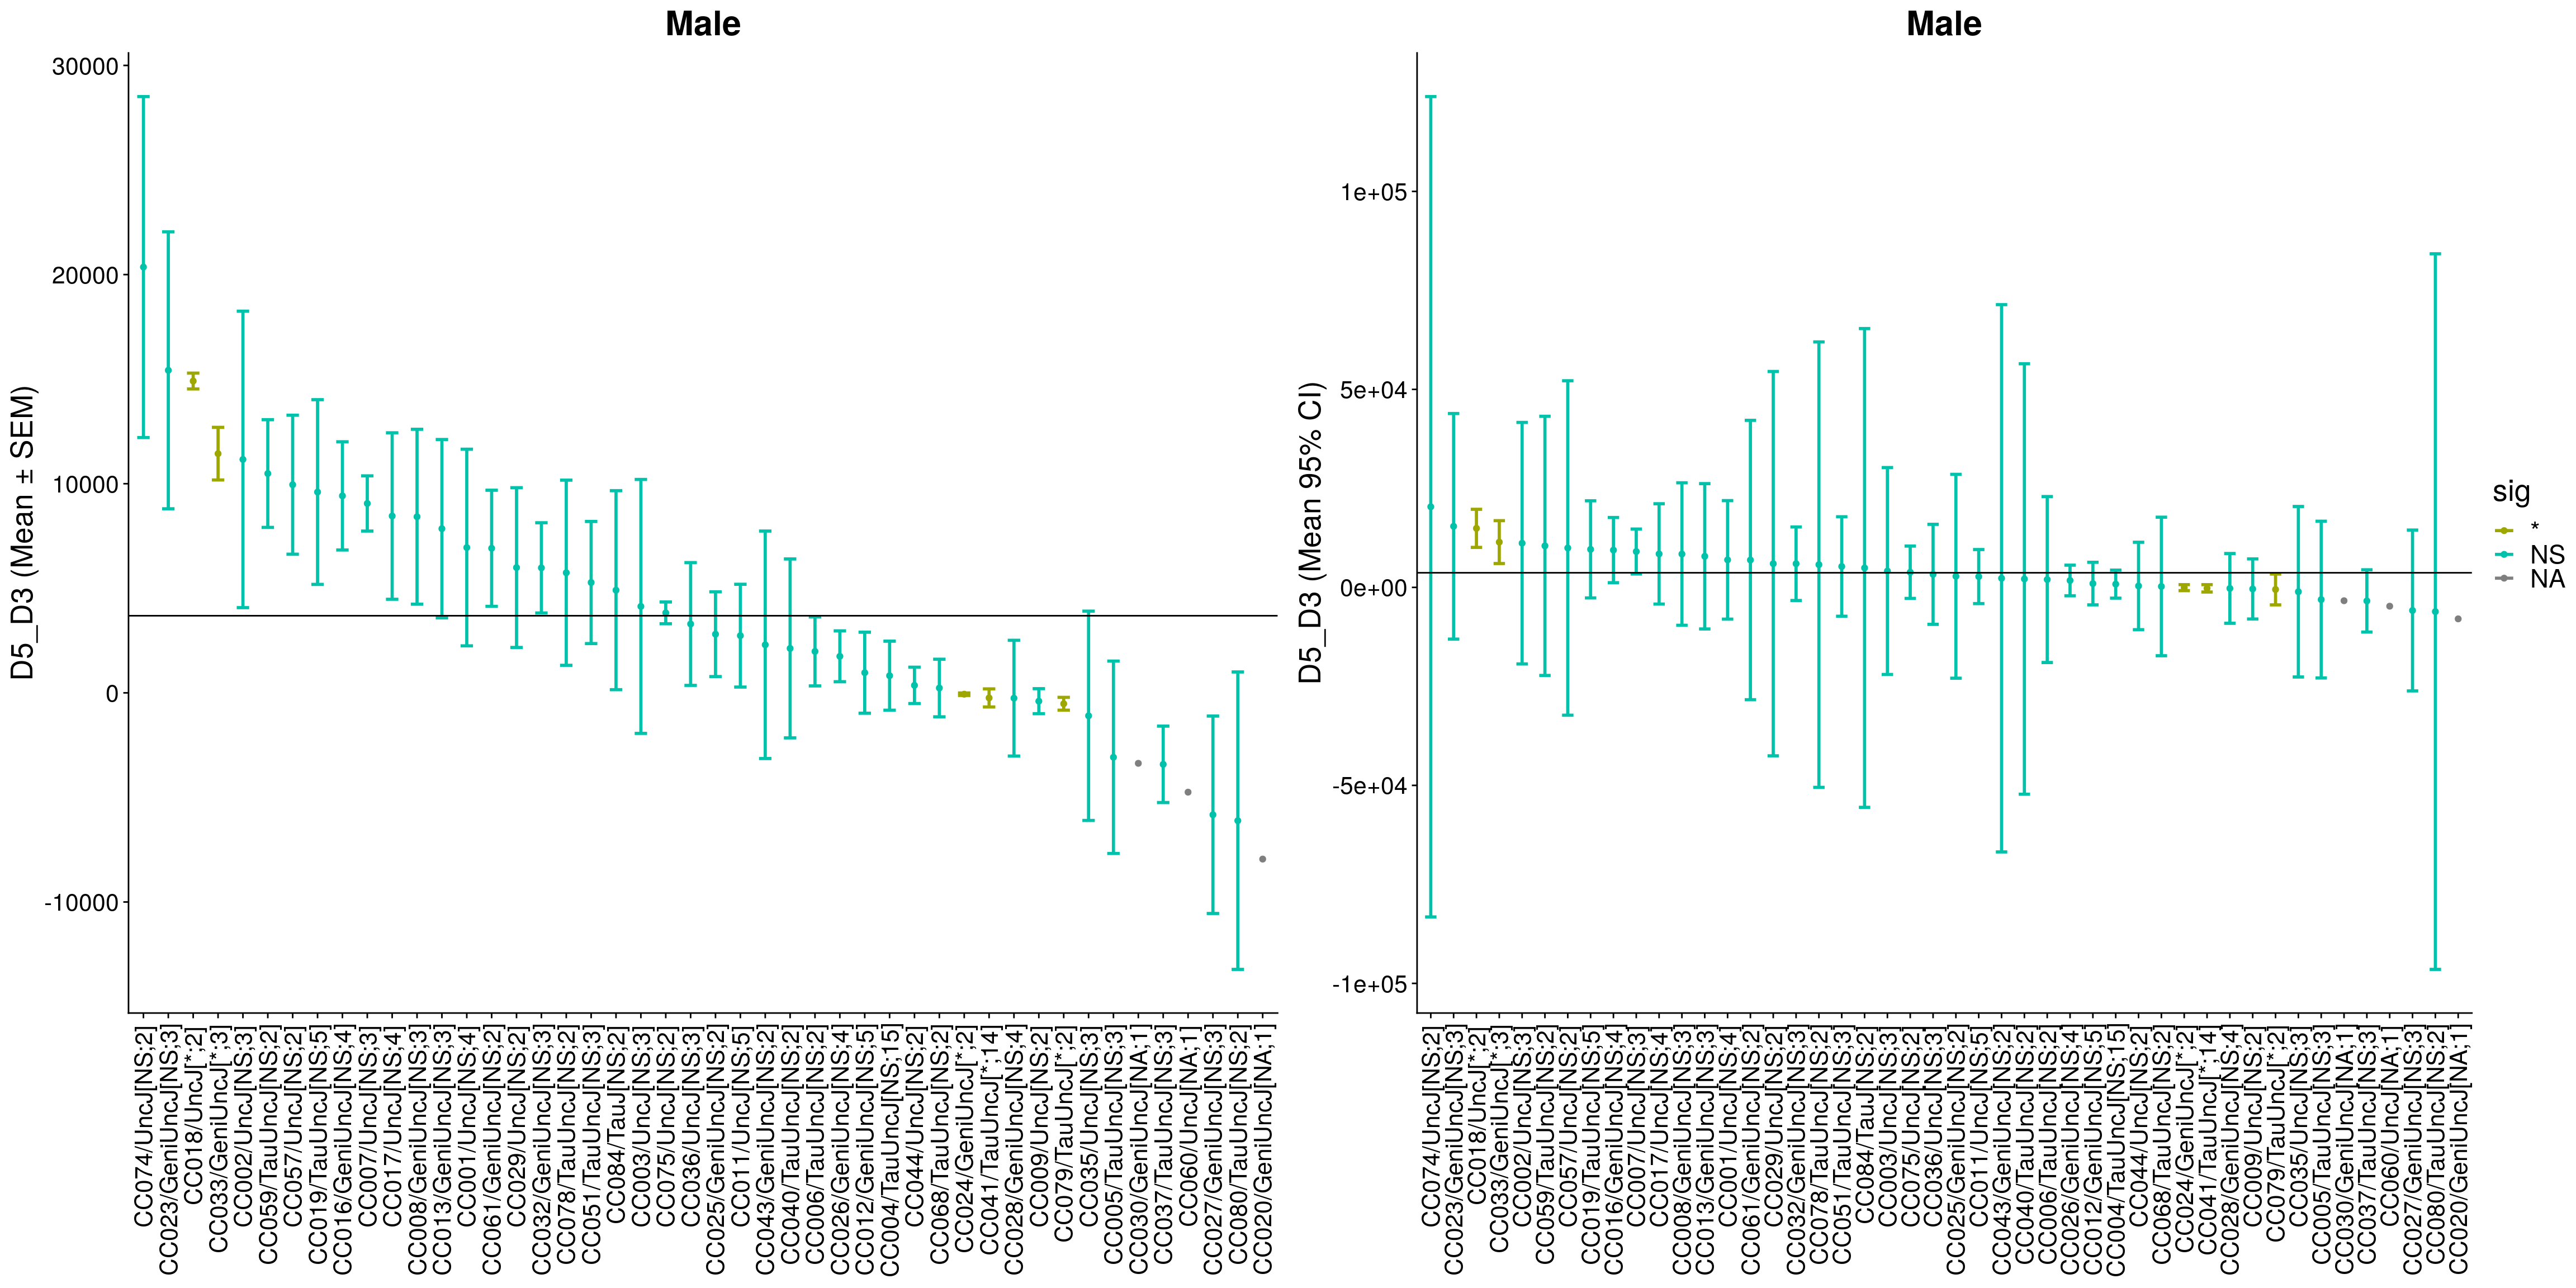 Male
D5_D3 (Mean ± SEM)
30000
20000
10000
0
-10000
CC074/UncJ[NS;2]
CC023/GeniUncJ[NS;3]
CC018/UncJ[*;2]
CC033/GeniUncJ[*;3]
CC002/UncJ[NS;3]
CC059/TauUncJ[NS;2]
CC057/UncJ[NS;2]
CC019/TauUncJ[NS;5]
CC016/GeniUncJ[NS;4]
CC007/UncJ[NS;3]
CC017/UncJ[NS;4]
CC008/GeniUncJ[NS;3]
CC013/GeniUncJ[NS;3]
CC001/UncJ[NS;4]
CC061/GeniUncJ[NS;2]
CC029/UncJ[NS;2]
CC032/GeniUncJ[NS;3]
CC078/TauUncJ[NS;2]
CC051/TauUncJ[NS;3]
CC084/TauJ[NS;2]
CC003/UncJ[NS;3]
CC075/UncJ[NS;2]
CC036/UncJ[NS;3]
CC025/GeniUncJ[NS;2]
CC011/UncJ[NS;5]
CC043/GeniUncJ[NS;2]
CC040/TauUncJ[NS;2]
CC006/TauUncJ[NS;2]
CC026/GeniUncJ[NS;4]
CC012/GeniUncJ[NS;5]
CC004/TauUncJ[NS;15]
CC044/UncJ[NS;2]
CC068/TauUncJ[NS;2]
CC024/GeniUncJ[*;2]
CC041/TauUncJ[*;14]
CC028/GeniUncJ[NS;4]
CC009/UncJ[NS;2]
CC079/TauUncJ[*;2]
CC035/UncJ[NS;3]
CC005/TauUncJ[NS;3]
CC030/GeniUncJ[NA;1]
CC037/TauUncJ[NS;3]
CC060/UncJ[NA;1]
CC027/GeniUncJ[NS;3]
CC080/TauUncJ[NS;2]
CC020/GeniUncJ[NA;1]
Male
D5_D3 (Mean 95% CI)
1e+05
5e+04
0e+00
-5e+04
-1e+05
CC074/UncJ[NS;2]
CC023/GeniUncJ[NS;3]
CC018/UncJ[*;2]
CC033/GeniUncJ[*;3]
CC002/UncJ[NS;3]
CC059/TauUncJ[NS;2]
CC057/UncJ[NS;2]
CC019/TauUncJ[NS;5]
CC016/GeniUncJ[NS;4]
CC007/UncJ[NS;3]
CC017/UncJ[NS;4]
CC008/GeniUncJ[NS;3]
CC013/GeniUncJ[NS;3]
CC001/UncJ[NS;4]
CC061/GeniUncJ[NS;2]
CC029/UncJ[NS;2]
CC032/GeniUncJ[NS;3]
CC078/TauUncJ[NS;2]
CC051/TauUncJ[NS;3]
CC084/TauJ[NS;2]
CC003/UncJ[NS;3]
CC075/UncJ[NS;2]
CC036/UncJ[NS;3]
CC025/GeniUncJ[NS;2]
CC011/UncJ[NS;5]
CC043/GeniUncJ[NS;2]
CC040/TauUncJ[NS;2]
CC006/TauUncJ[NS;2]
CC026/GeniUncJ[NS;4]
CC012/GeniUncJ[NS;5]
CC004/TauUncJ[NS;15]
CC044/UncJ[NS;2]
CC068/TauUncJ[NS;2]
CC024/GeniUncJ[*;2]
CC041/TauUncJ[*;14]
CC028/GeniUncJ[NS;4]
CC009/UncJ[NS;2]
CC079/TauUncJ[*;2]
CC035/UncJ[NS;3]
CC005/TauUncJ[NS;3]
CC030/GeniUncJ[NA;1]
CC037/TauUncJ[NS;3]
CC060/UncJ[NA;1]
CC027/GeniUncJ[NS;3]
CC080/TauUncJ[NS;2]
CC020/GeniUncJ[NA;1]
sig
*
NS
NA